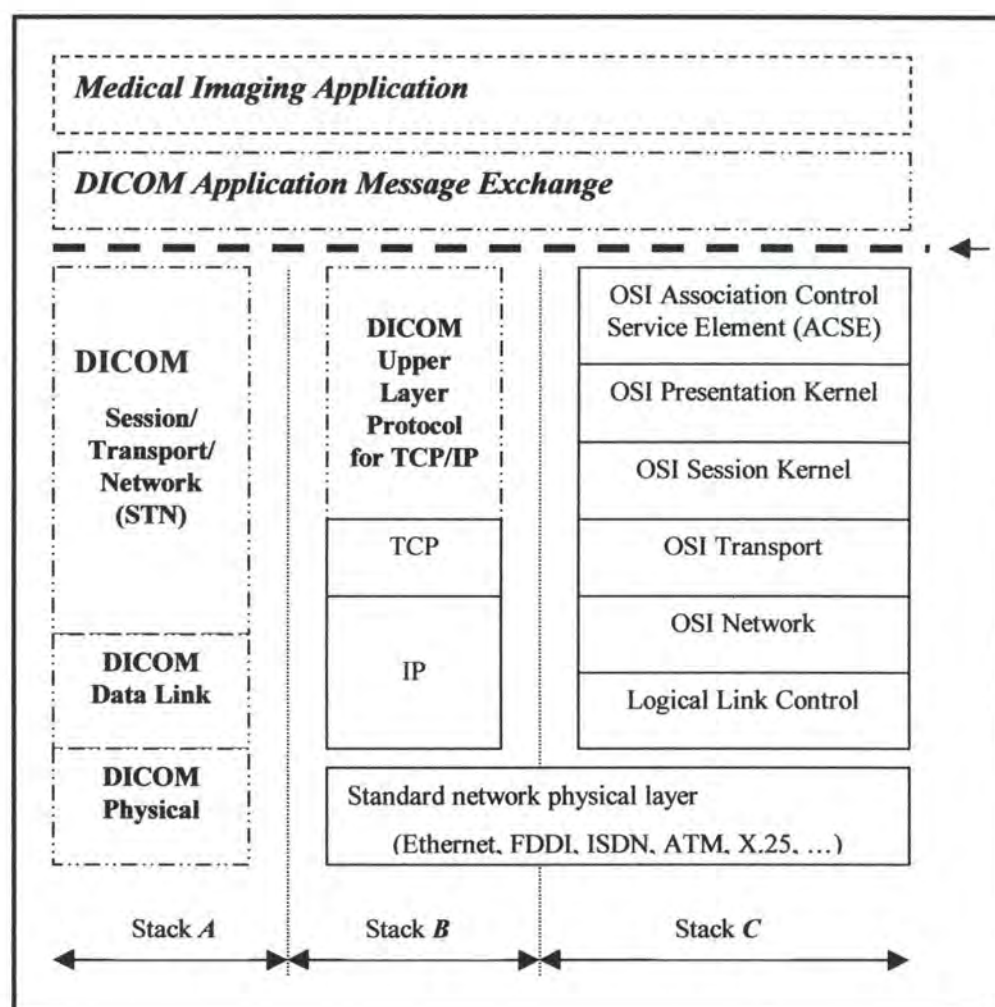 Medical Imaging Application
DICOM Application Message Exchange
DICOM
Session/
Transport/
Network
(STN)
DICOM
Data Link
DICOM
Physical
DICOM
Upper
Layer
Protocol
for TCP/IP
TCP
IP
OSI Association Control
Service Element (ACSE)
OSI Presentation Kernel
OSI Session Kernel
OSI Transport
OSI Network
Logical Link Control
Standard network physical layer
(Ethernet, FDDI, ISDN, ATM, X.25, …)
Stack A
Stack B
Stack C